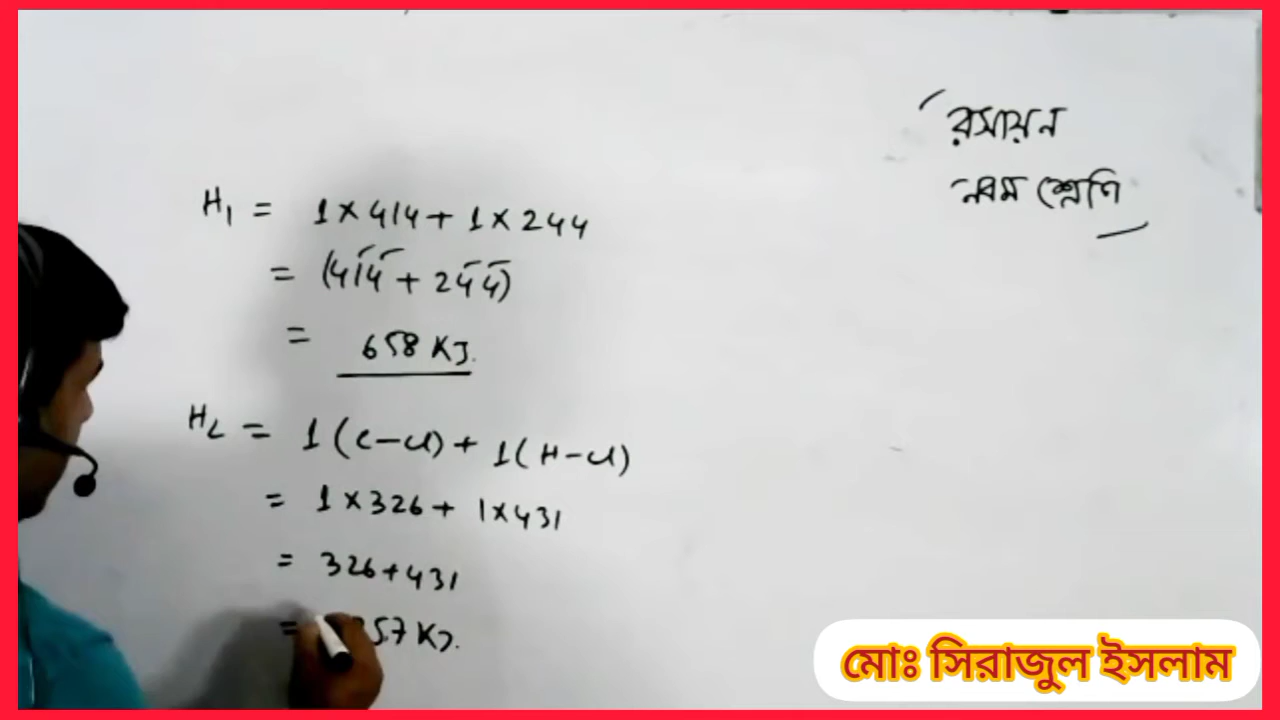 রসায়ন
নবম শ্রেণি
H₁ = 1 × 414 + 1 × 244
= (414 + 244)
= 658 KJ.
H₂ = 1 (C-Cl) + 1 (H-Cl)
= 1 × 326 + 1 × 431
= 326 + 431
= 57 KJ.
মোঃ সিরাজুল ইসলাম